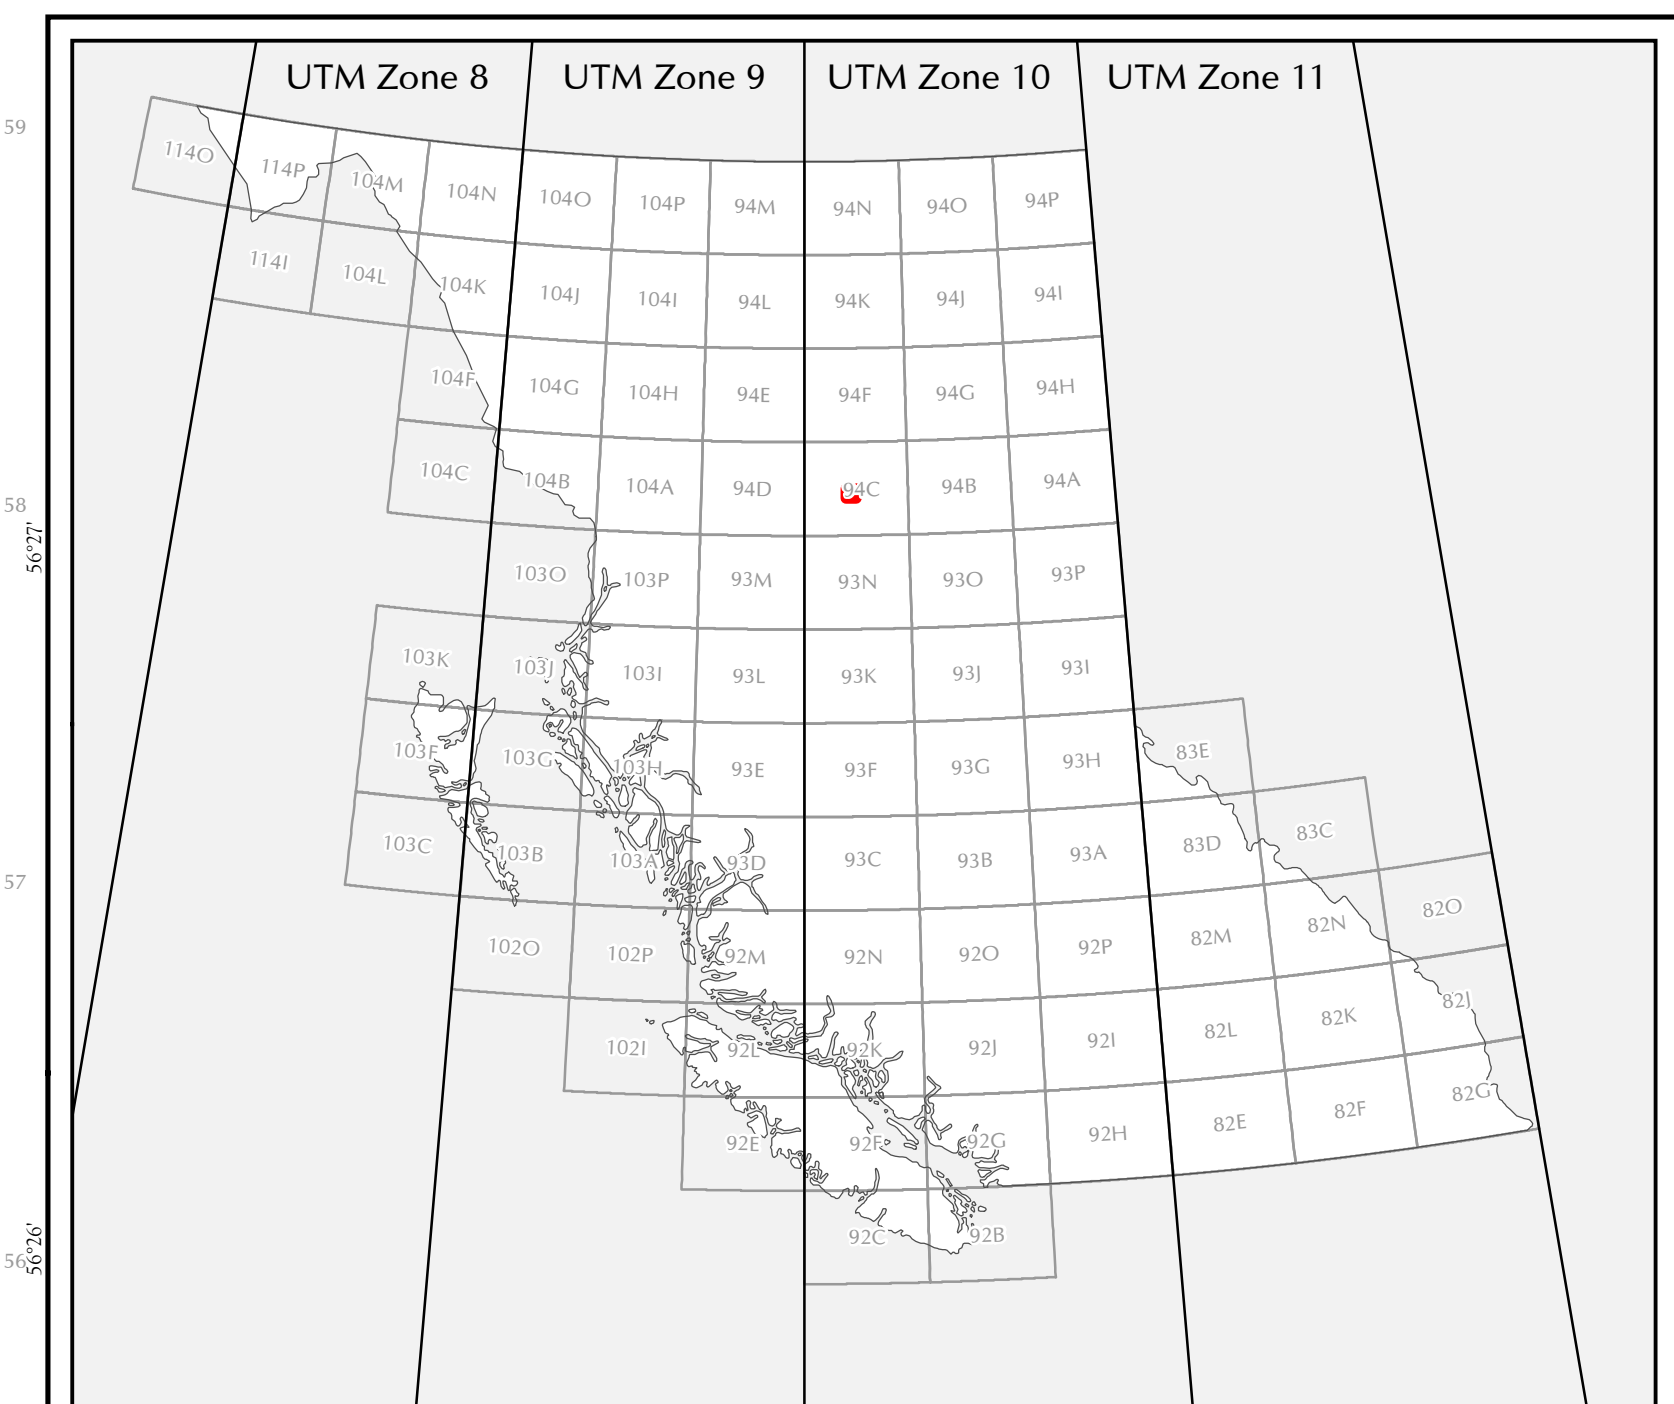 UTM Zone 8 UTM Zone 9 UTM Zone 10 UTM Zone 11
59
114O 114P 104M 104N 104O 104P 94M 94N 94O 94P
114I 104L 104K 104J 104I 94L 94K 94J 94I
104F 104G 104H 94E 94F 94G 94H
104C 104B 104A 94D 94C 94B 94A
58
56°27'
103O 103P 93M 93N 93O 93P
103K 103J 103I 93L 93K 93J 93I
103F 103G 103H 93E 93F 93G 93H 83E
103C 103B 103A 93D 93C 93B 93A 83D 83C
57
102O 102P 92M 92N 92O 92P 82M 82N 82O
102I 92L 92K 92J 92I 82L 82K 82J
92E 92F 92G 92H 82E 82F 82G
92C 92B
56
56°26'